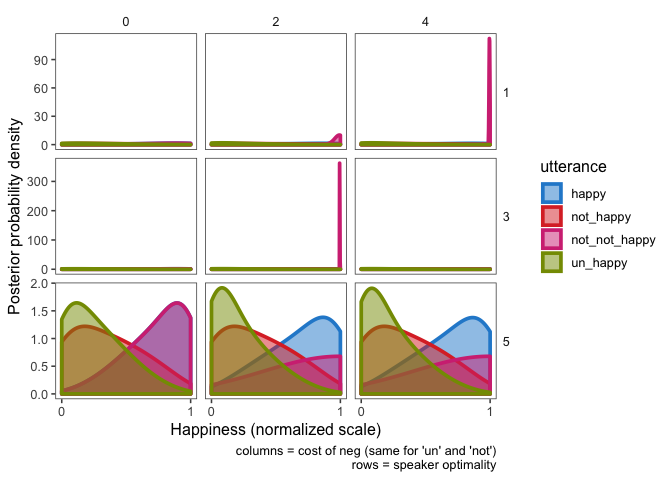 0 2 4
90
60
30
0
1
300
200
100
0
3
2.0
1.5
1.0
0.5
0.0
5
0 1 0 1 0 1
Posterior probability density
Happiness (normalized scale)
columns = cost of neg (same for 'un' and 'not')
rows = speaker optimality
utterance
happy
not_happy
not_not_happy
un_happy